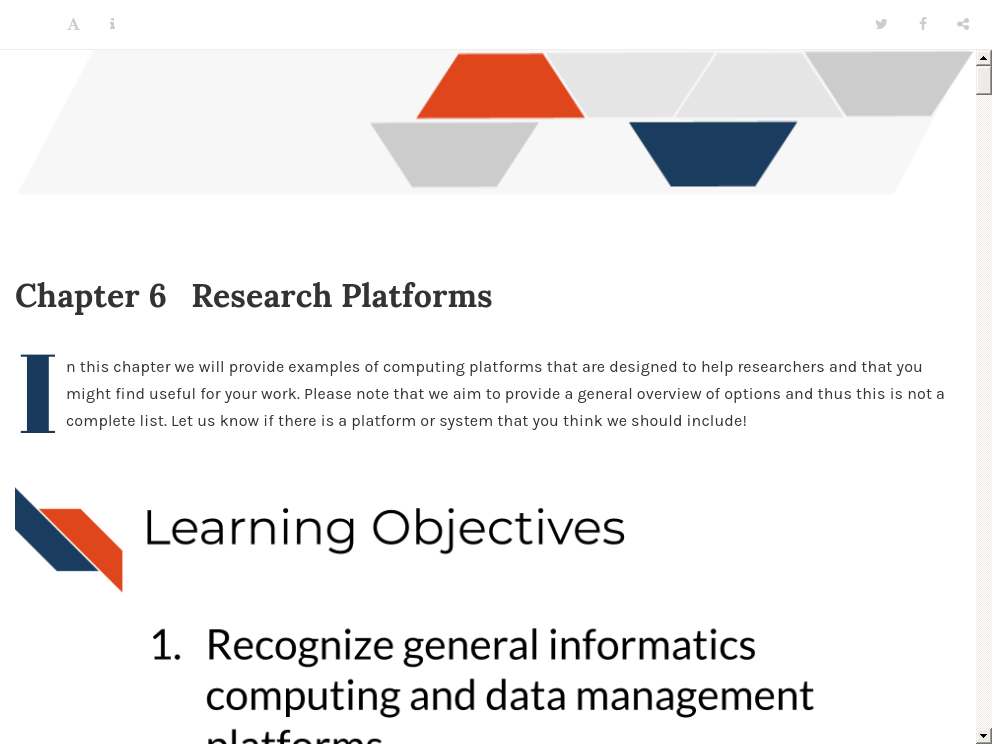 Chapter 6 Research Platforms
In this chapter we will provide examples of computing platforms that are designed to help researchers and that you
might find useful for your work. Please note that we aim to provide a general overview of options and thus this is not a
complete list. Let us know if there is a platform or system that you think we should include!
Learning Objectives
1. Recognize general informatics
computing and data management
platforms